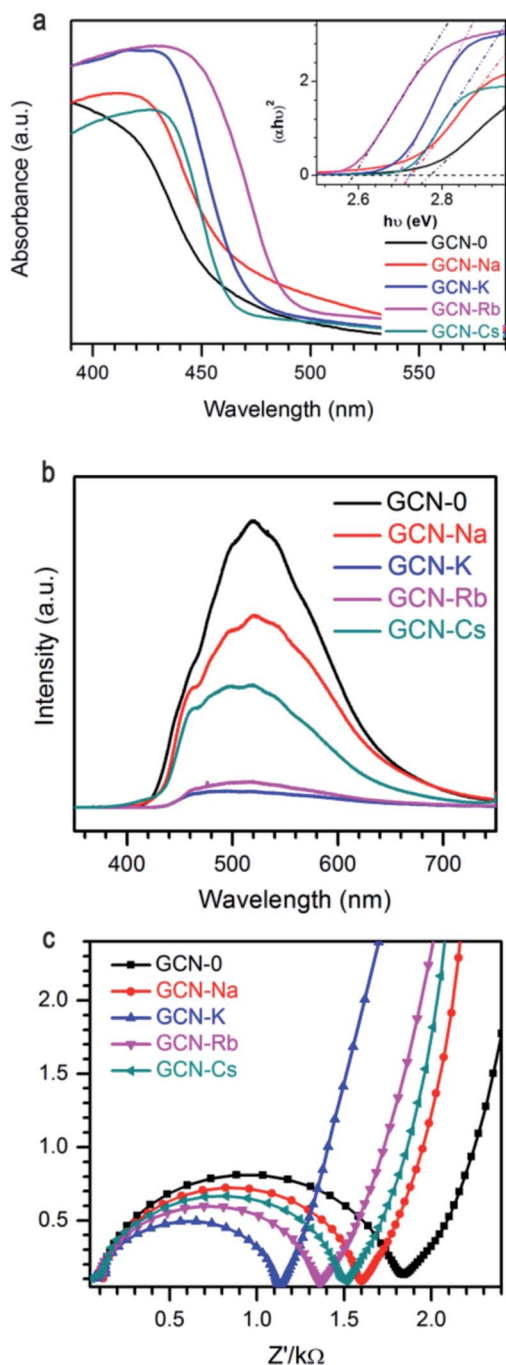 a
Absorbance (a.u.)
400
450
500
550
Wavelength (nm)
(αhυ)²
2
0
2.6
2.8
hυ (eV)
GCN-0
GCN-Na
GCN-K
GCN-Rb
GCN-Cs
b
Intensity (a.u.)
GCN-0
GCN-Na
GCN-K
GCN-Rb
GCN-Cs
400
500
600
700
Wavelength (nm)
c
GCN-0
GCN-Na
GCN-K
GCN-Rb
GCN-Cs
2.0
1.5
1.0
0.5
0.5
1.0
1.5
2.0
Z'/kΩ